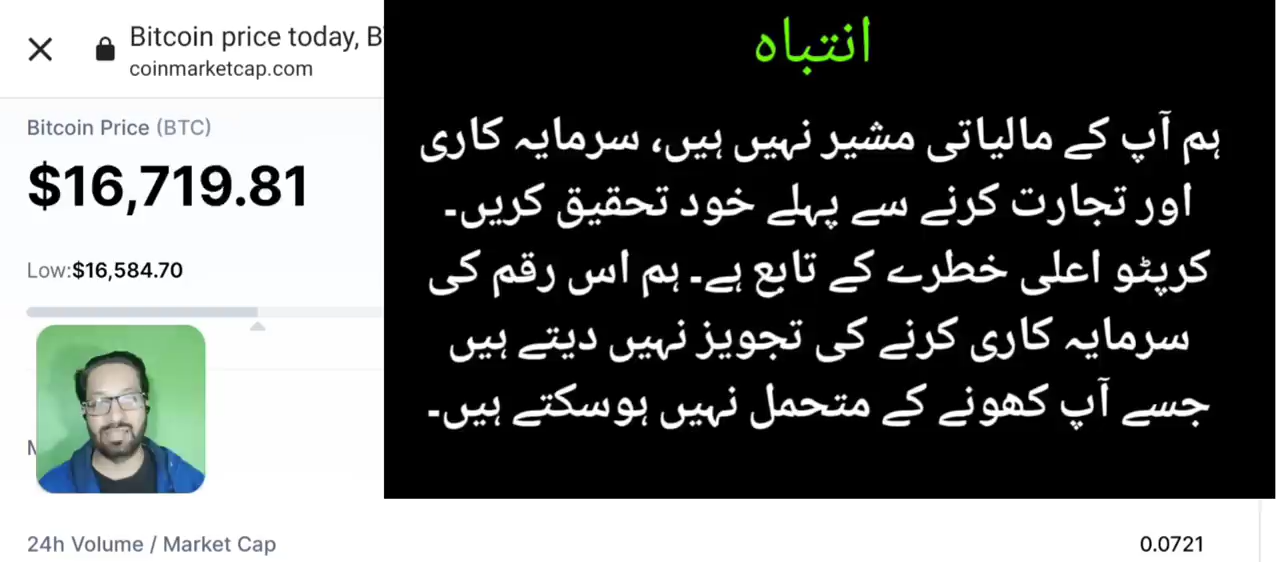 Bitcoin price today, B
coinmarketcap.com
Bitcoin Price (BTC)
$16,719.81
Low:$16,584.70
24h Volume / Market Cap
0.0721
انتباہ
ہم آپ کے مالیاتی مشیر نہیں ہیں، سرمایہ کاری
اور تجارت کرنے سے پہلے خود تحقیق کریں۔
کرپٹو اعلی خطرے کے تابع ہے۔ ہم اس رقم کی
سرمایہ کاری کرنے کی تجویز نہیں دیتے ہیں
جسے آپ کھونے کے متحمل نہیں ہوسکتے ہیں۔